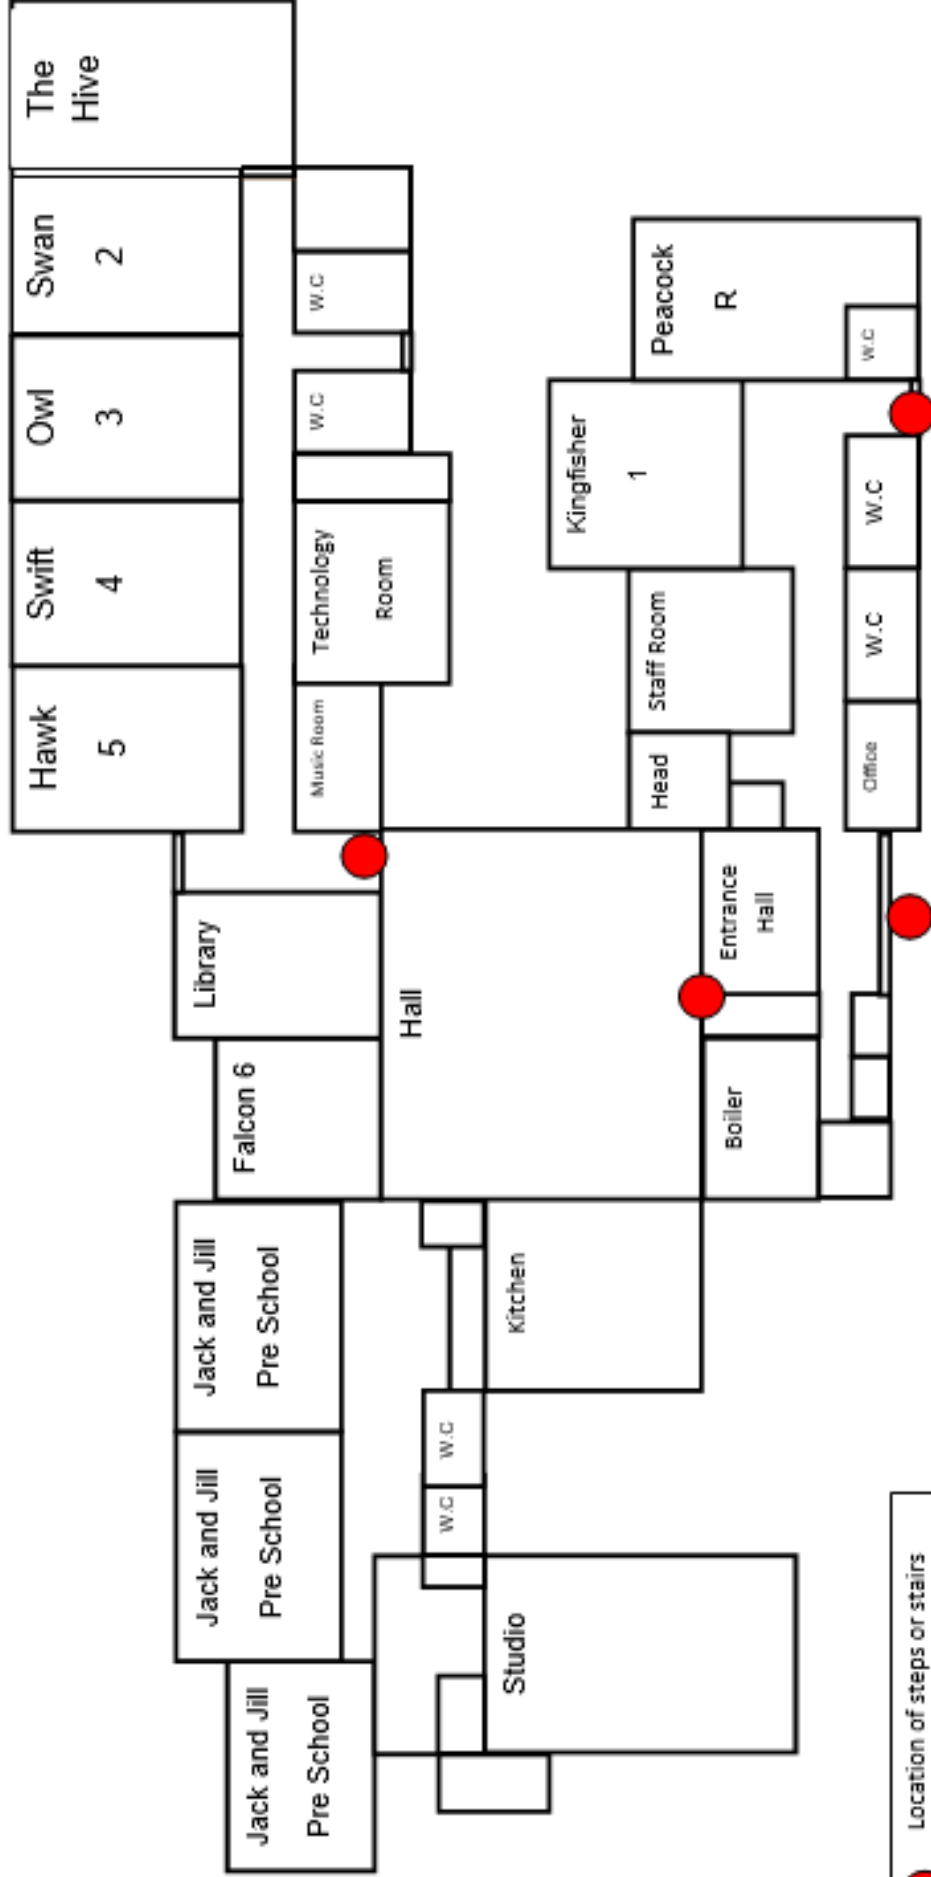 Jack and Jill
Pre School
Jack and Jill
Pre School
Jack and Jill
Pre School
Falcon 6
Library
Hawk
5
Swift
4
Owl
3
Swan
2
The
Hive
Music Room
Technology
Room
W.C
W.C
Hall
Studio
W.C
W.C
Kitchen
Boiler
Entrance
Hall
Head
Staff Room
Kingfisher
1
Peacock
R
Office
W.C
W.C
W.C
Location of steps or stairs